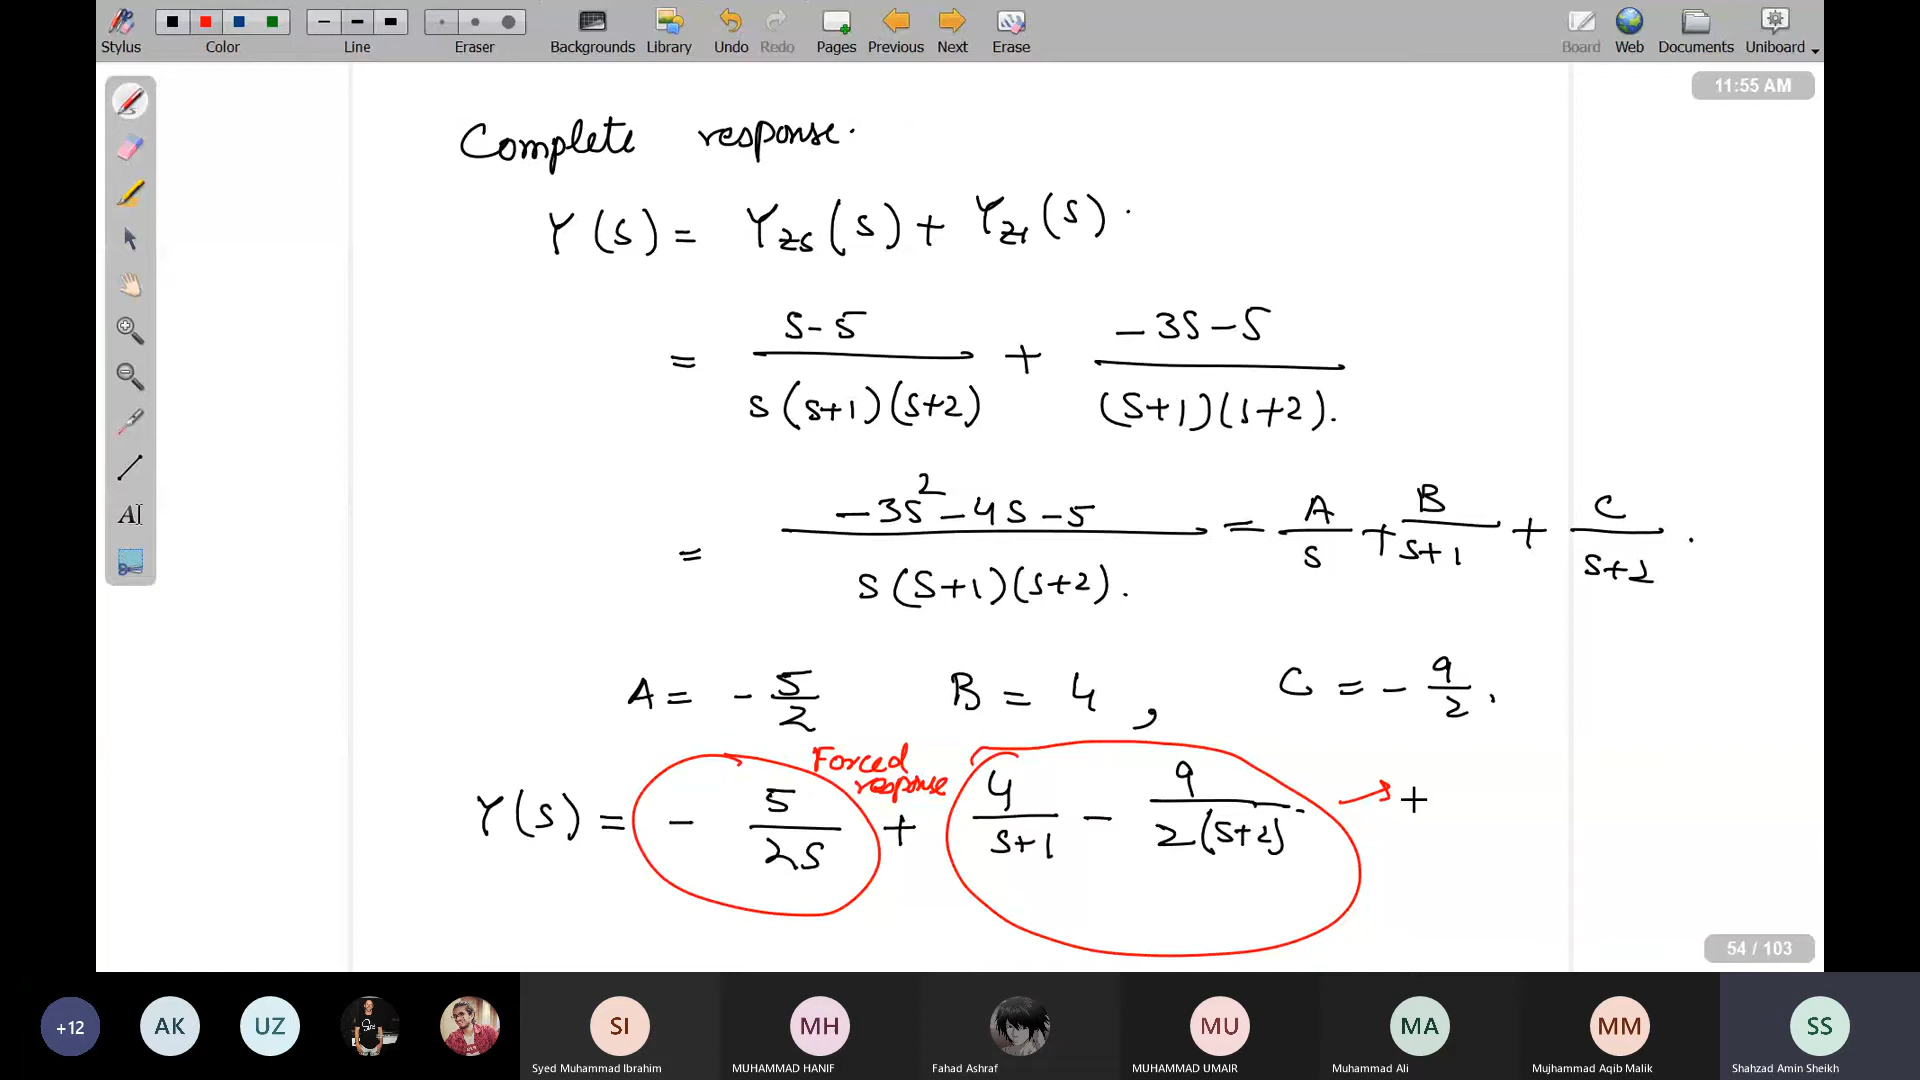 Stylus Color Line Eraser Backgrounds Library Undo Redo Pages Previous Next Erase Board Web Documents Uniboard
11:55 AM
Complete response.
Y(s) = Yzs(s) + Yzi(s).
= s-5 / s(s+1)(s+2) + -3s-5 / (s+1)(s+2).
= -3s²-4s-5 / s(s+1)(s+2). = A/s + B/s+1 + C/s+2 .
A = -5/2 B = 4 , C = -9/2 .
Forced response
Y(s) = - 5/2s + 4/s+1 - 9/2(s+2) → +
54 / 103
+12 AK UZ SI MH MU MA MM SS
Syed Muhammad Ibrahim MUHAMMAD HANIF Fahad Ashraf MUHAMMAD UMAIR Muhammad Ali Mujhammad Aqib Malik Shahzad Amin Sheikh